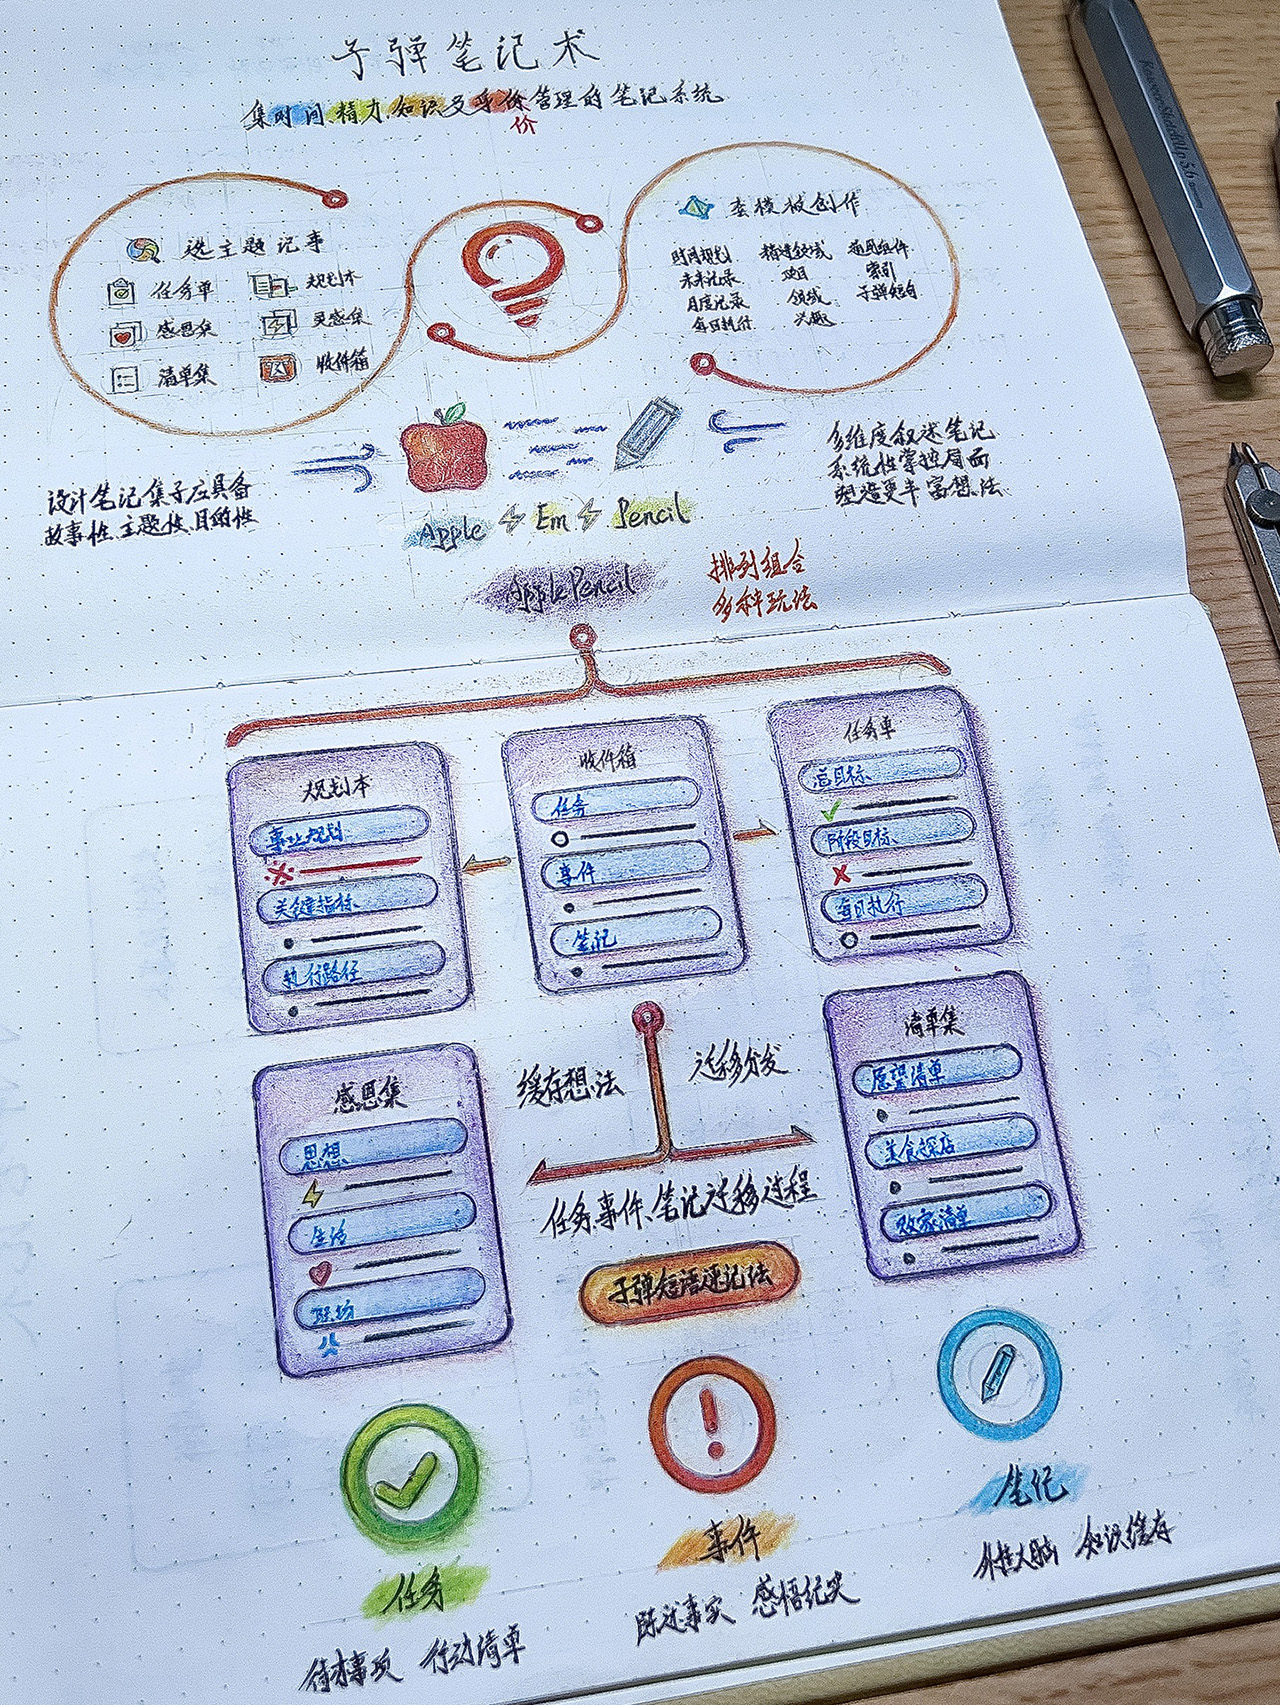 子弹笔记术
集时间精力、知识及乎你管理的笔记系统
价
选主题记事
任务单
规划本
感恩集
灵感集
清单集
收件箱
套模板创作
时间规划
精进领域
通用组件
未来记录
项目
索引
月度记录
领域
子弹短句
每日执行
兴趣
设计笔记集子应具备
故事性、主题性、目的性
多维度叙述笔记
系统性掌控局面
塑造更丰富想法
Apple
Em
Pencil
ApplePencil
排列组合
多种玩法
规划本
事业规划
关键指标
执行路径
收件箱
任务
事件
笔记
任务单
总目标
阶段目标
每日执行
感恩集
思想
生活
职场
缓存想法
迁移分发
任务、事件、笔记迁移过程
清单集
愿望清单
美食探店
败家清单
子弹短语速记法
任务
待办事项 行动清单
事件
陈述事实 感悟纪实
笔记
外挂大脑 知识缓存